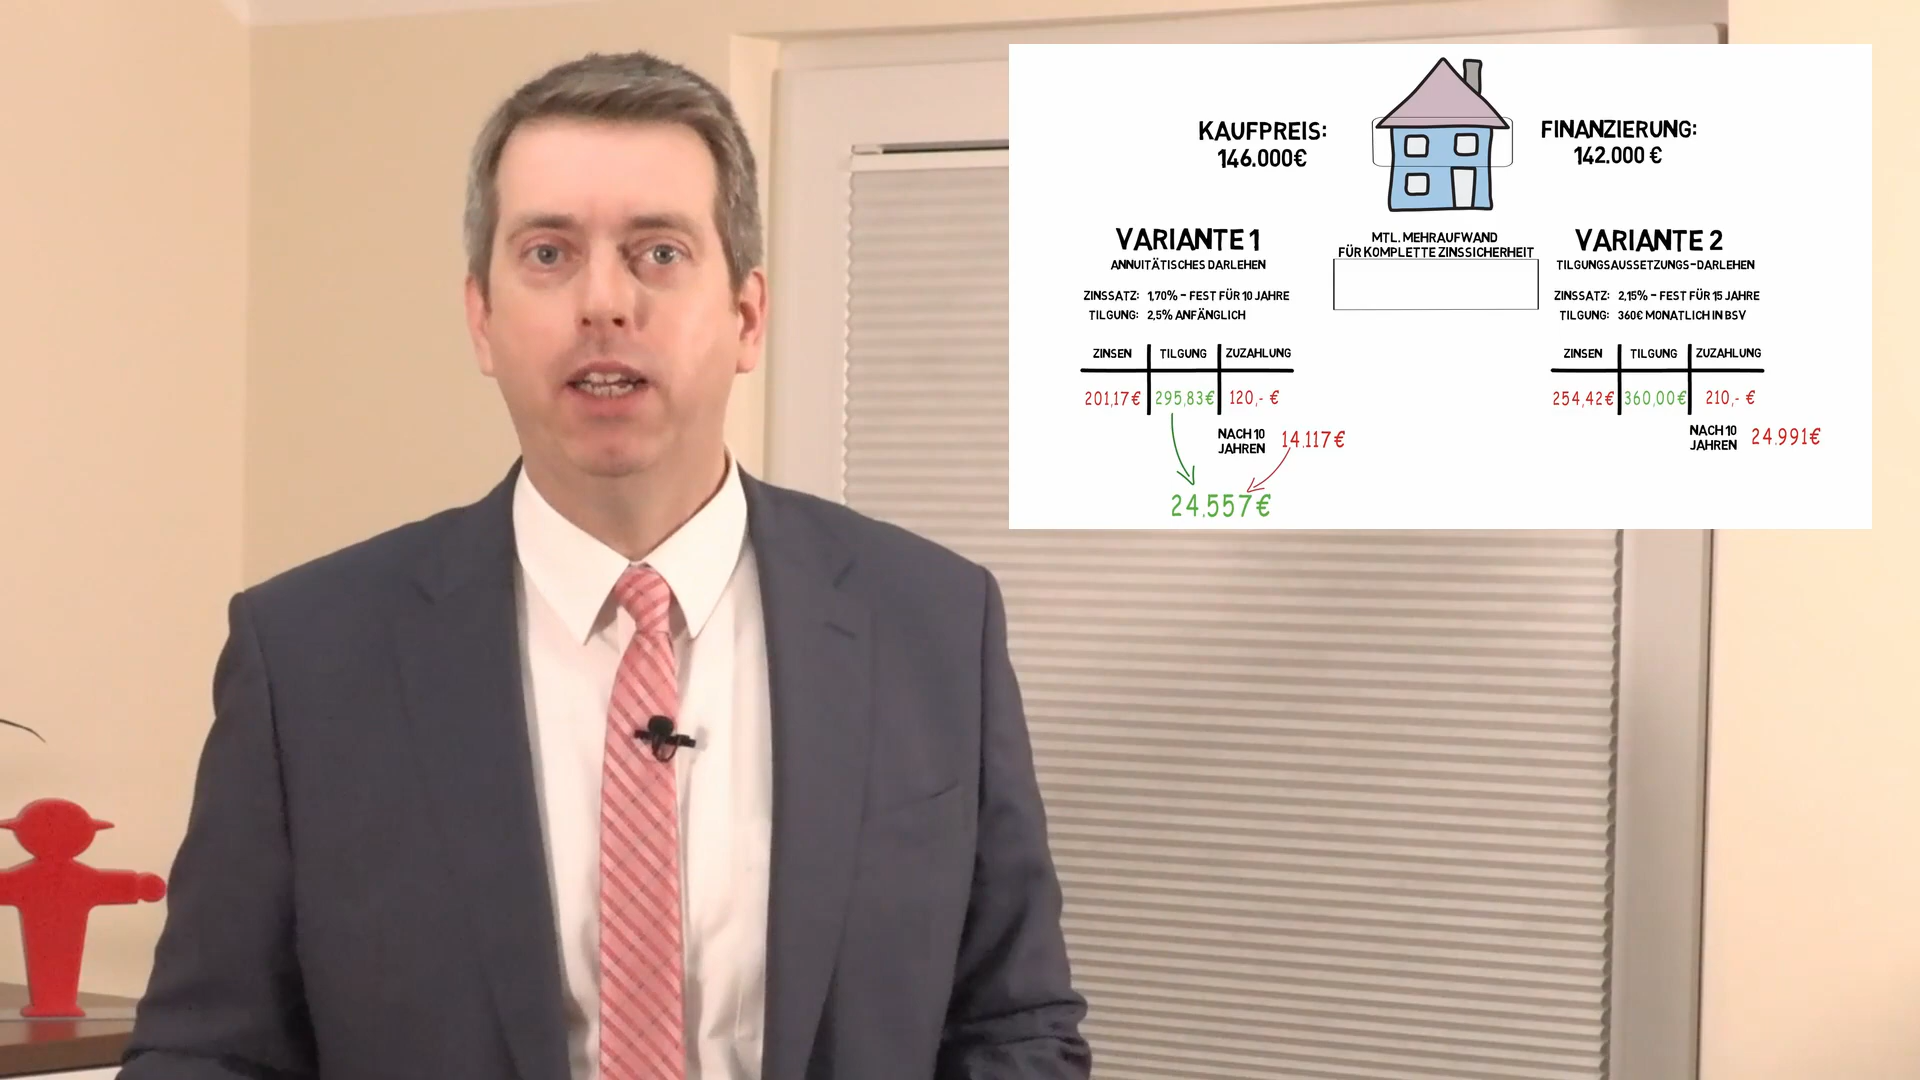 KAUFPREIS:
146.000€
FINANZIERUNG:
142.000 €
VARIANTE 1
ANNUITÄTISCHES DARLEHEN
ZINSSATZ: 1,70% - FEST FÜR 10 JAHRE
TILGUNG: 2,5% ANFÄNGLICH
ZINSEN TILGUNG ZUZAHLUNG
201,17€ 295,83€ 120,- €
NACH 10
JAHREN
14.117€
24.557€
MTL. MEHRAUFWAND
FÜR KOMPLETTE ZINSSICHERHEIT
VARIANTE 2
TILGUNGSAUSSETZUNGS-DARLEHEN
ZINSSATZ: 2,15% - FEST FÜR 15 JAHRE
TILGUNG: 360€ MONATLICH IN BSV
ZINSEN TILGUNG ZUZAHLUNG
254,42€ 360,00€ 210,- €
NACH 10
JAHREN
24.991€